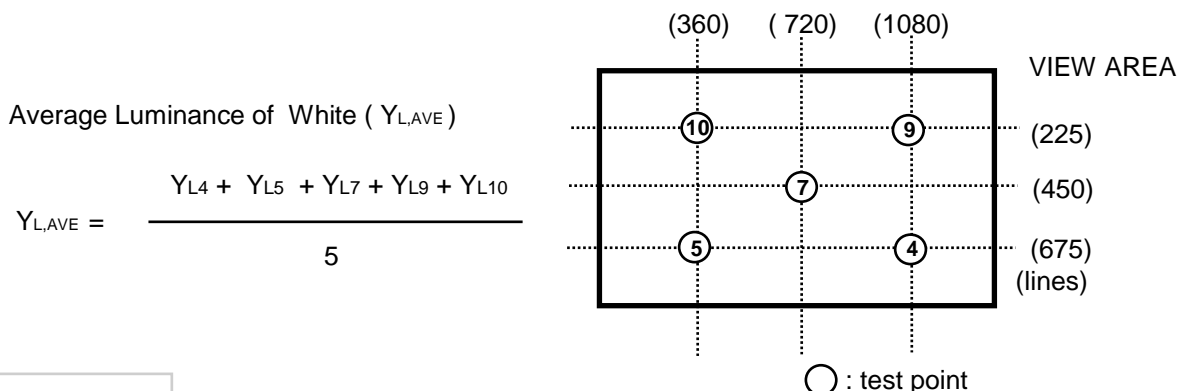 (360) ( 720) (1080)
VIEW AREA
Average Luminance of White ( YL,AVE )
10 9 (225)
YL4 + YL5 + YL7 + YL9 + YL10
7 (450)
YL,AVE =
5
5 4 (675)
(lines)
: test point